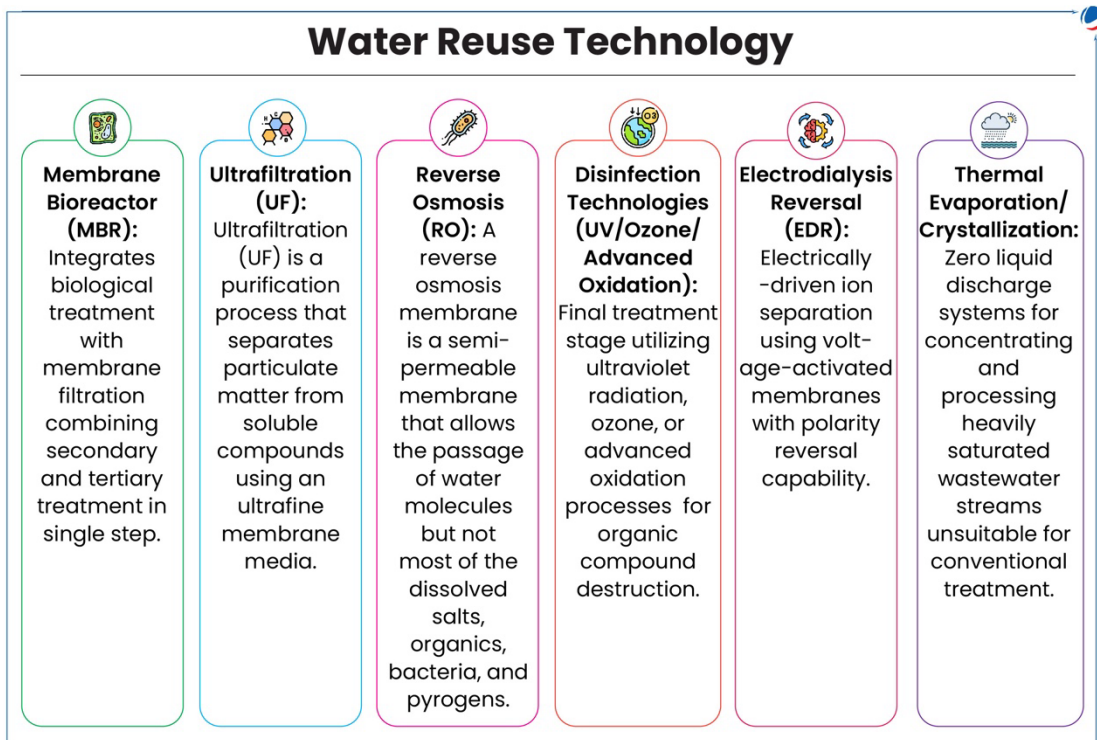 Water Reuse Technology
Membrane
Bioreactor
(MBR):
Integrates
biological
treatment
with
membrane
filtration
combining
secondary
and tertiary
treatment in
single step.
Ultrafiltration
(UF):
Ultrafiltration
(UF) is a
purification
process that
separates
particulate
matter from
soluble
compounds
using an
ultrafine
membrane
media.
Reverse
Osmosis
(RO): A
reverse
osmosis
membrane
is a semi-
permeable
membrane
that allows
the passage
of water
molecules
but not
most of the
dissolved
salts,
organics,
bacteria, and
pyrogens.
O3
Disinfection
Technologies
(UV/Ozone/
Advanced
Oxidation):
Final treatment
stage utilizing
ultraviolet
radiation,
ozone, or
advanced
oxidation
processes for
organic
compound
destruction.
Electrodialysis
Reversal
(EDR):
Electrically
-driven ion
separation
using volt-
age-activated
membranes
with polarity
reversal
capability.
Thermal
Evaporation/
Crystallization:
Zero liquid
discharge
systems for
concentrating
and
processing
heavily
saturated
wastewater
streams
unsuitable for
conventional
treatment.